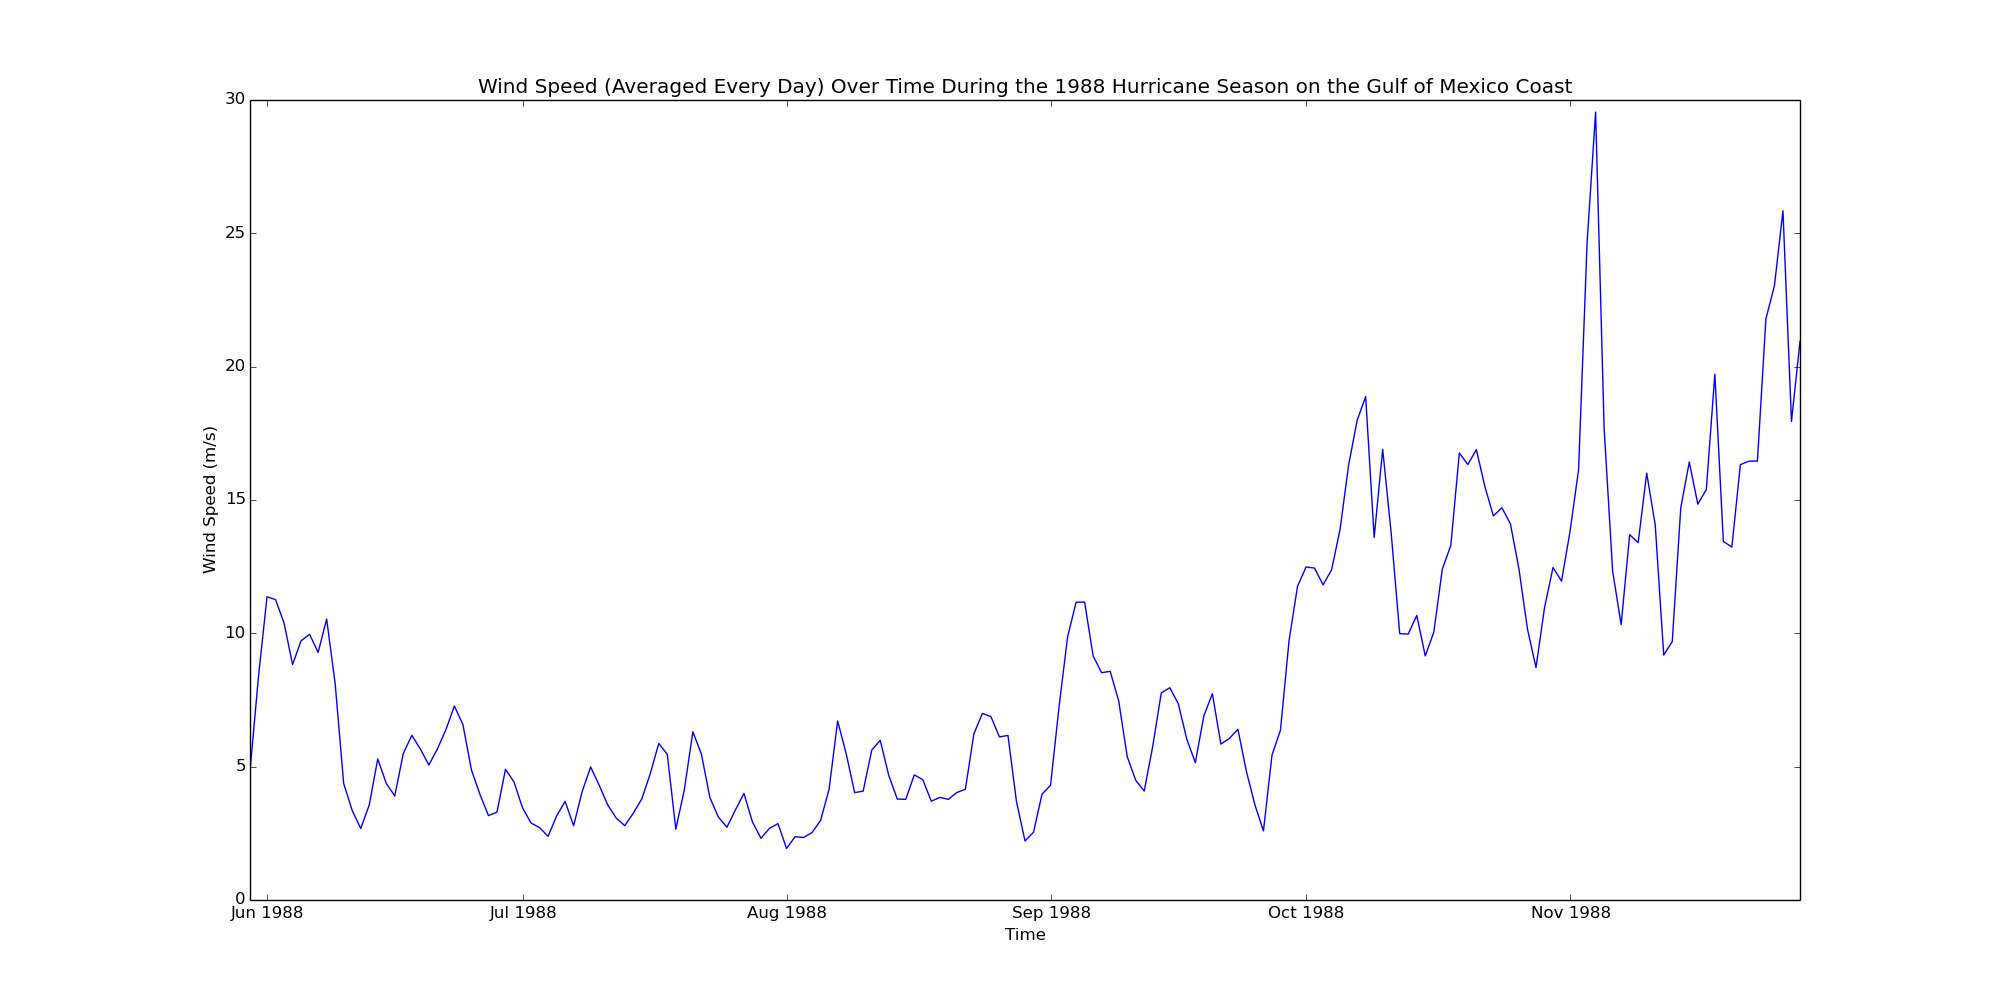 Wind Speed (Averaged Every Day) Over Time During the 1988 Hurricane Season on the Gulf of Mexico Coast
30
25
20
15
10
5
0
Wind Speed (m/s)
Jun 1988 Jul 1988 Aug 1988 Sep 1988 Oct 1988 Nov 1988
Time